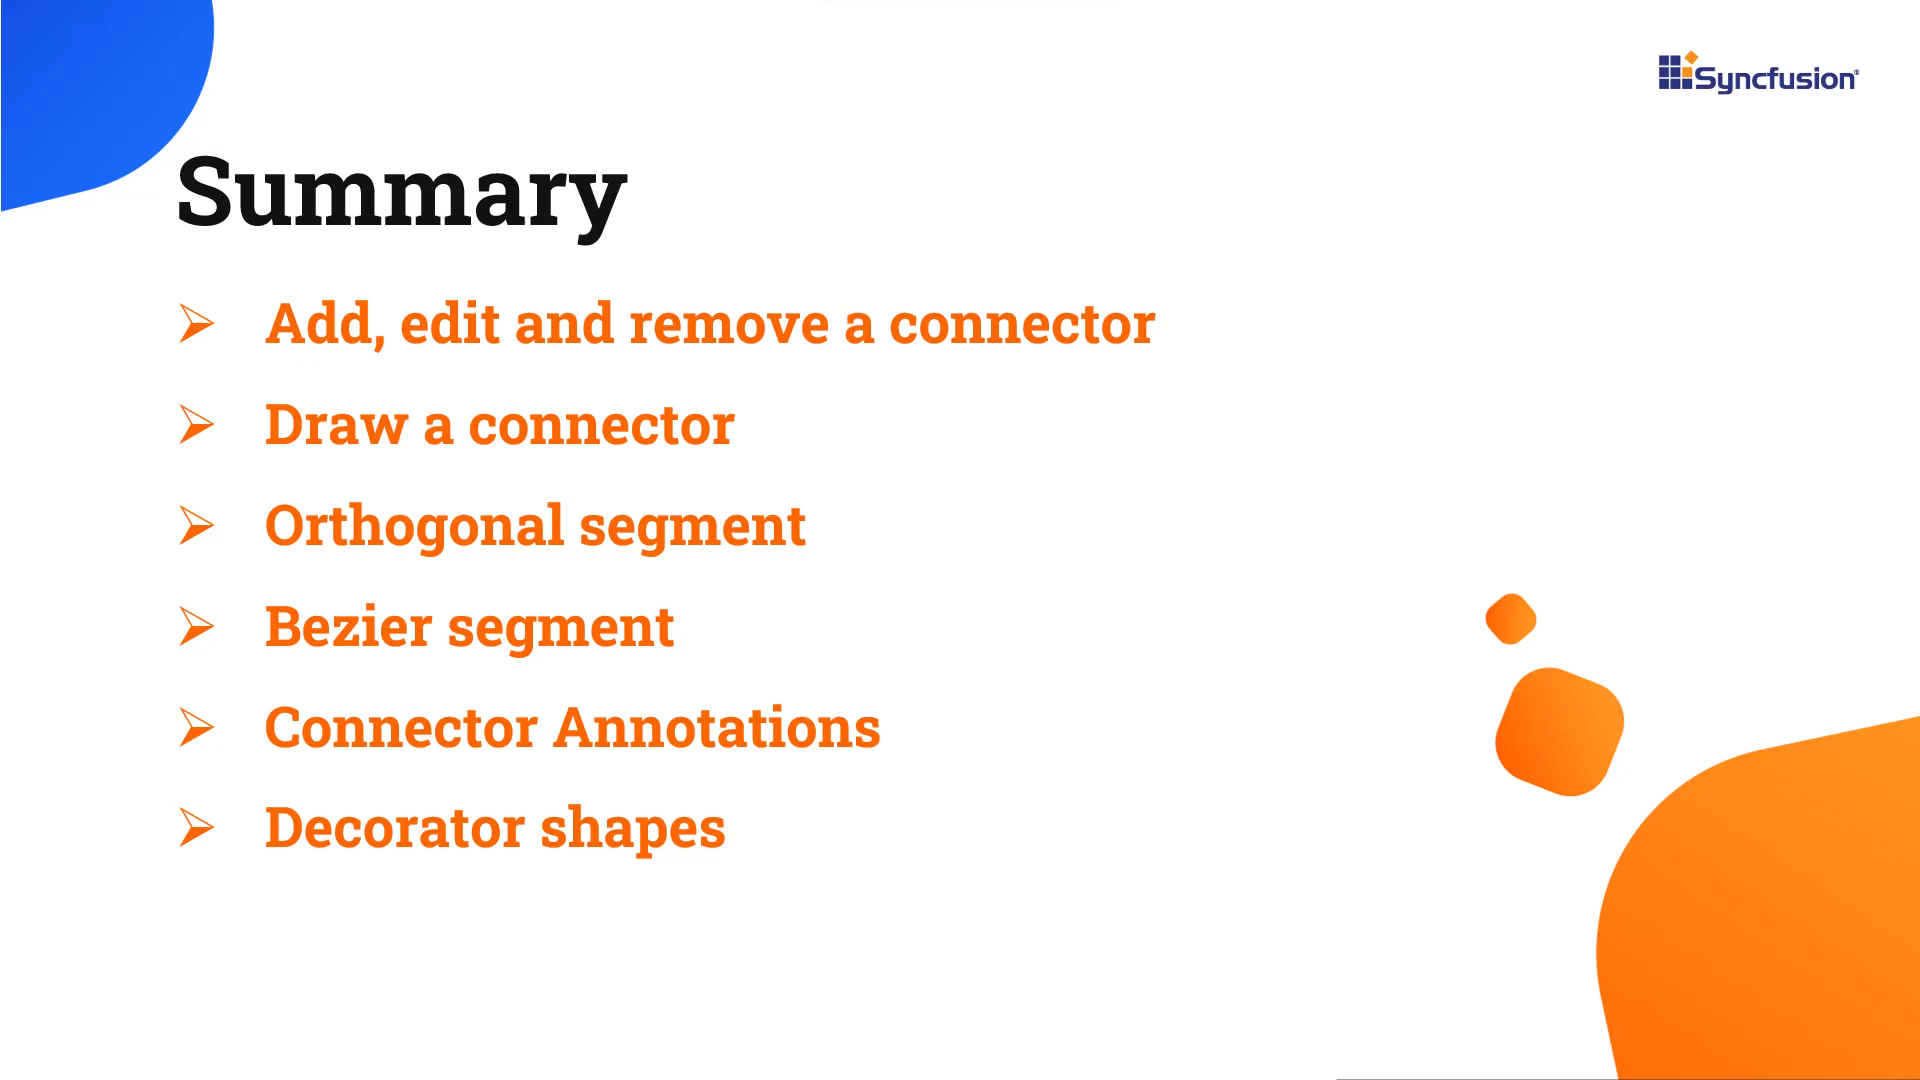 Syncfusion®
Summary
➢ Add, edit and remove a connector
➢ Draw a connector
➢ Orthogonal segment
➢ Bezier segment
➢ Connector Annotations
➢ Decorator shapes